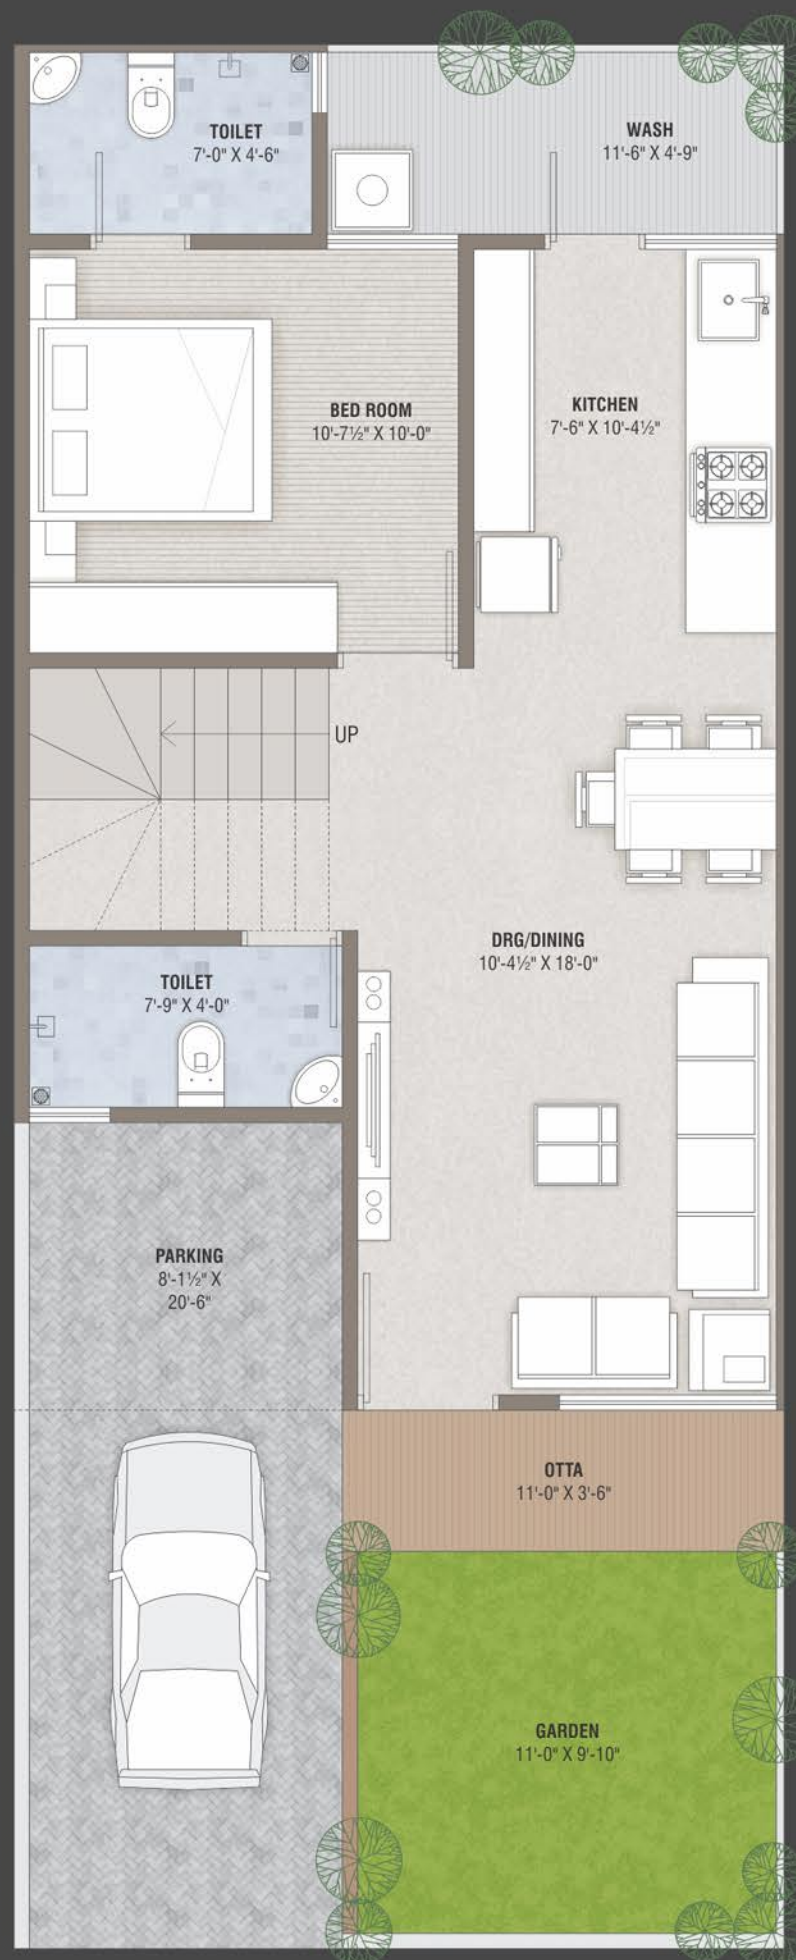 TOILET
7'-0" X 4'-6"
WASH
11'-6" X 4'-9"
BED ROOM
10'-7½" X 10'-0"
KITCHEN
7'-6" X 10'-4½"
UP
DRG/DINING
10'-4½" X 18'-0"
TOILET
7'-9" X 4'-0"
PARKING
8'-1½" X
20'-6"
OTTA
11'-0" X 3'-6"
GARDEN
11'-0" X 9'-10"